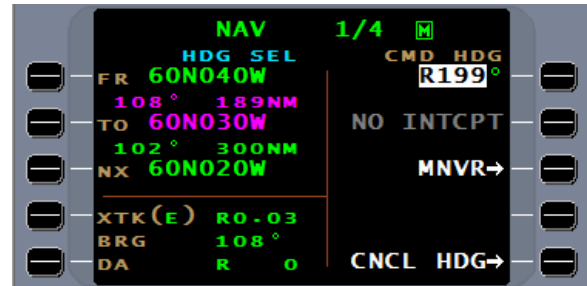 NAV 1/4 M
HDG SEL CMD HDG
FR 60N040W R199°
108° 189NM
TO 60N030W NO INTCPT
102° 300NM
NX 60N020W MNVR→
XTK(E) R0.03
BRG 108°
DA R 0 CNCL HDG→